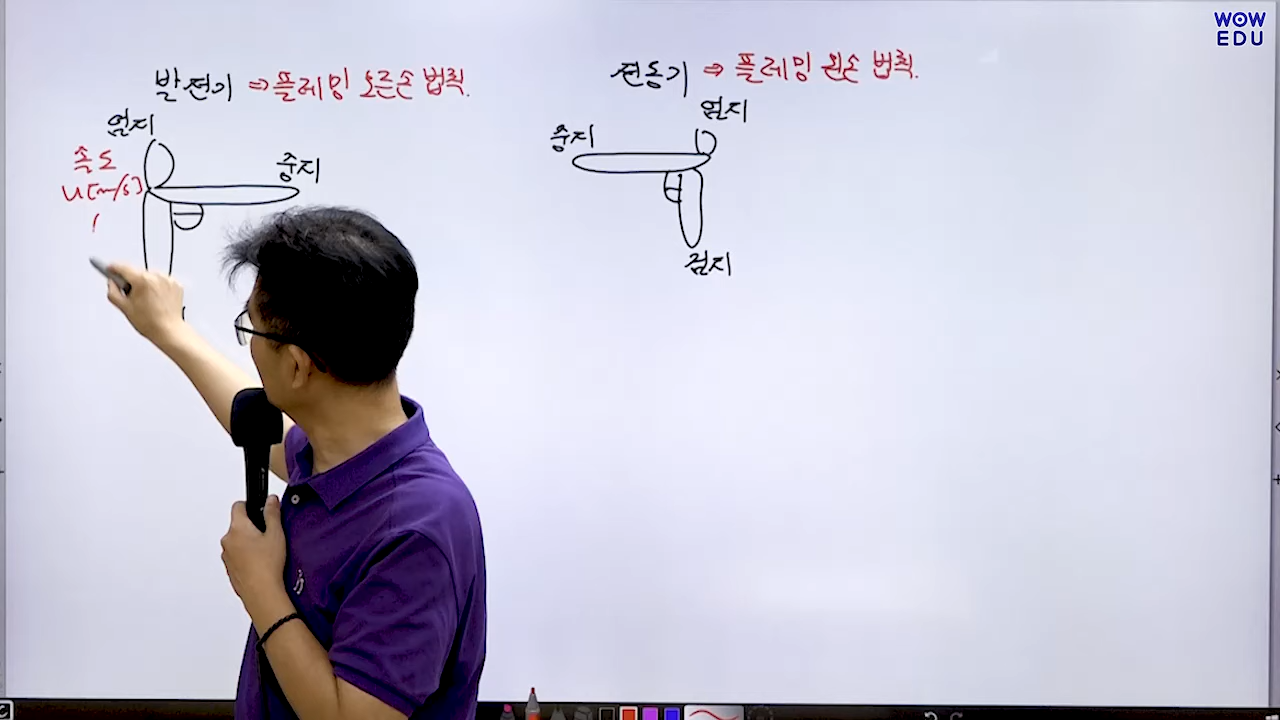 WOW
EDU
발전기 ⇒ 플레밍 오른손 법칙.
엄지
속도
u[m/s]
중지
전동기 ⇒ 플레밍 왼손 법칙.
엄지
중지
검지